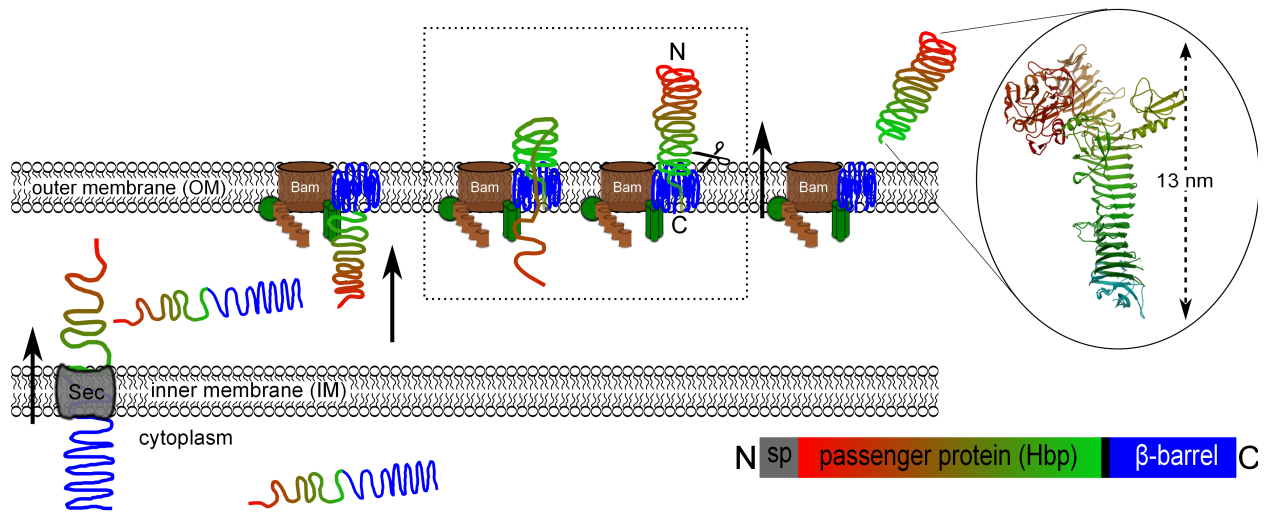 N
outer membrane (OM)
Bam
Bam
Bam
Bam
13 nm
C
Sec
inner membrane (IM)
cytoplasm
N sp passenger protein (Hbp) β-barrel C